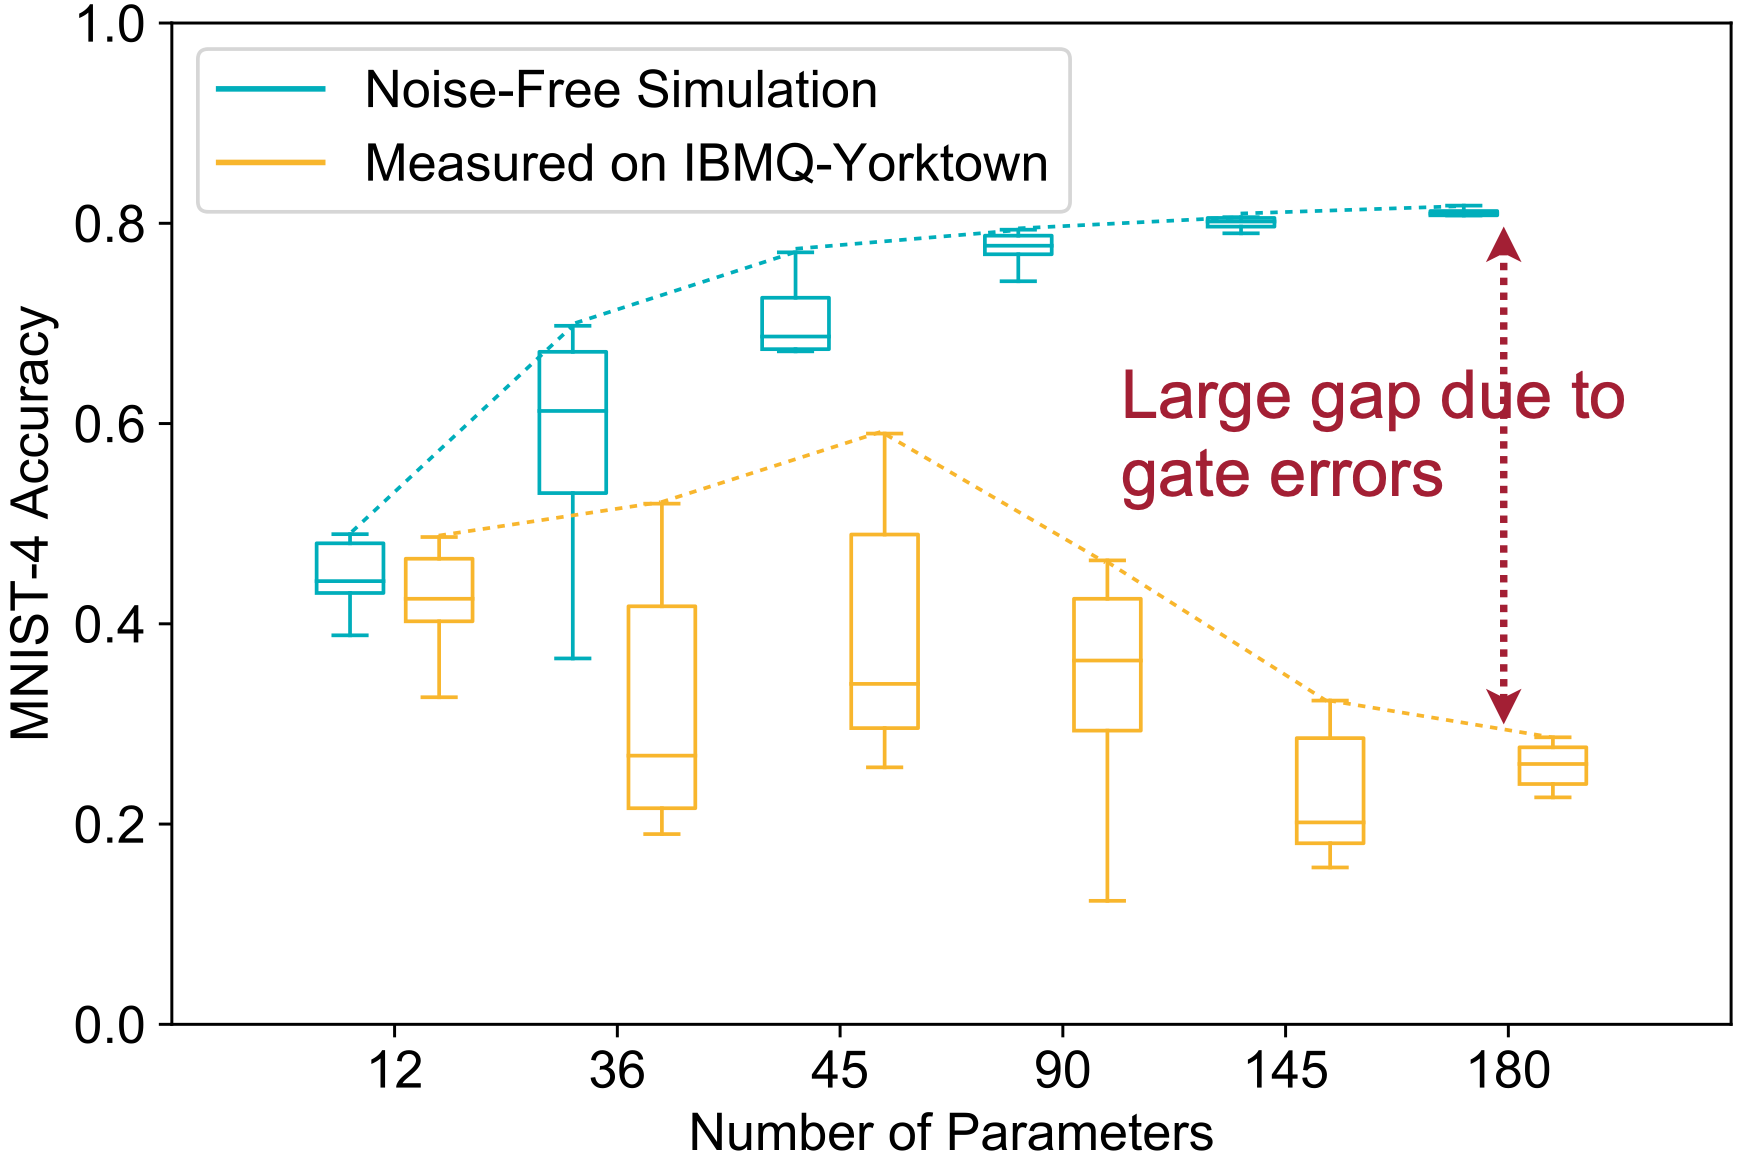 1.0
0.8
0.6
0.4
0.2
0.0
MNIST-4 Accuracy
Noise-Free Simulation
Measured on IBMQ-Yorktown
Large gap due to
gate errors
12 36 45 90 145 180
Number of Parameters